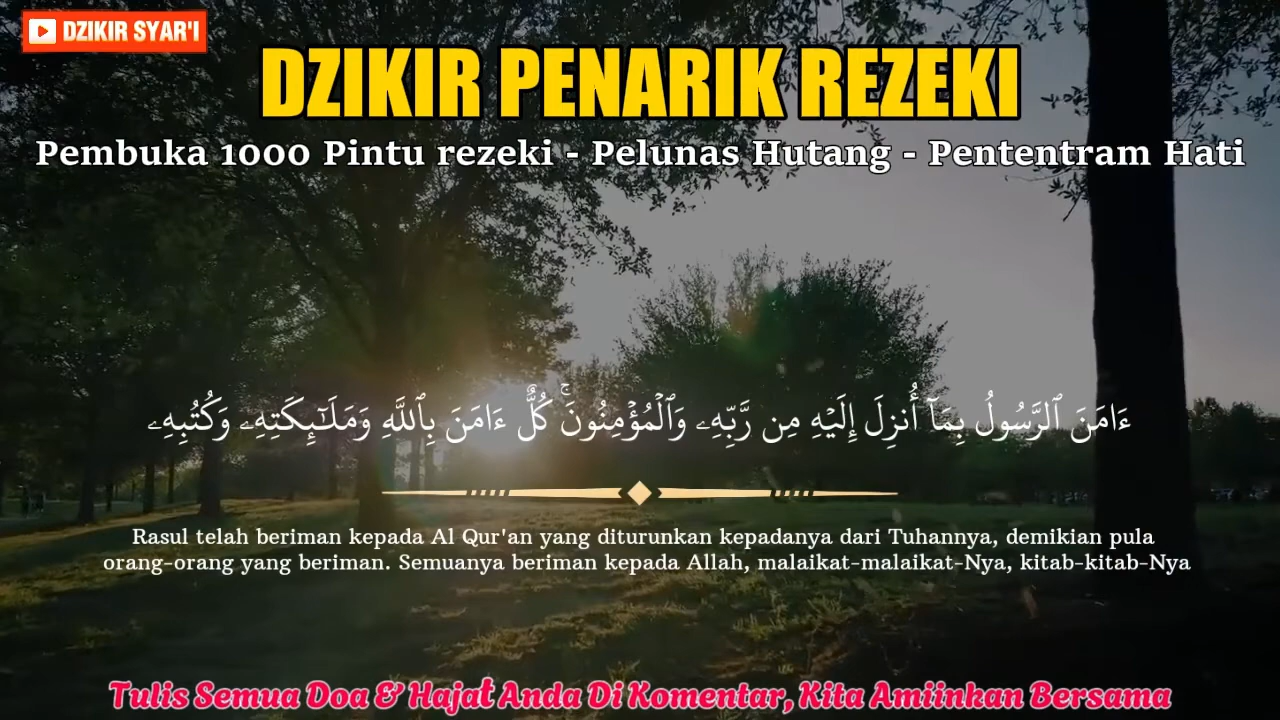 DZIKIR SYAR'I
DZIKIR PENARIK REZEKI
Pembuka 1000 Pintu rezeki - Pelunas Hutang - Pententram Hati
ءَامَنَ ٱلرَّسُولُ بِمَآ أُنزِلَ إِلَيْهِ مِن رَّبِّهِۦ وَٱلْمُؤْمِنُونَ ۚ كُلٌّ ءَامَنَ بِٱللَّهِ وَمَلَـٰٓئِكَتِهِۦ وَكُتُبِهِۦ
Rasul telah beriman kepada Al Qur'an yang diturunkan kepadanya dari Tuhannya, demikian pula
orang-orang yang beriman. Semuanya beriman kepada Allah, malaikat-malaikat-Nya, kitab-kitab-Nya
Tulis Semua Doa & Hajat Anda Di Komentar, Kita Amiinkan Bersama